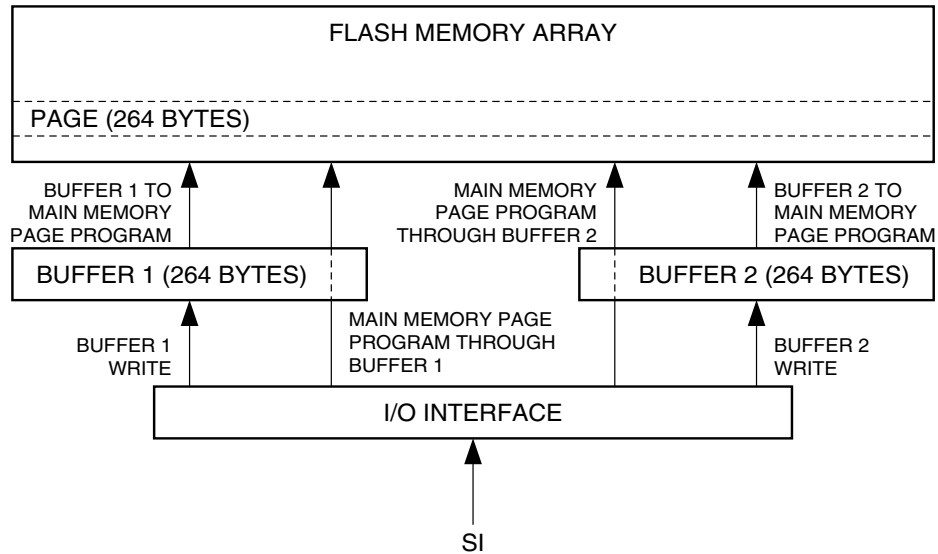 FLASH MEMORY ARRAY
PAGE (264 BYTES)
BUFFER 1 TO
MAIN MEMORY
PAGE PROGRAM
MAIN MEMORY
PAGE PROGRAM
THROUGH BUFFER 2
BUFFER 2 TO
MAIN MEMORY
PAGE PROGRAM
BUFFER 1 (264 BYTES)
BUFFER 2 (264 BYTES)
BUFFER 1
WRITE
MAIN MEMORY PAGE
PROGRAM THROUGH
BUFFER 1
BUFFER 2
WRITE
I/O INTERFACE
SI